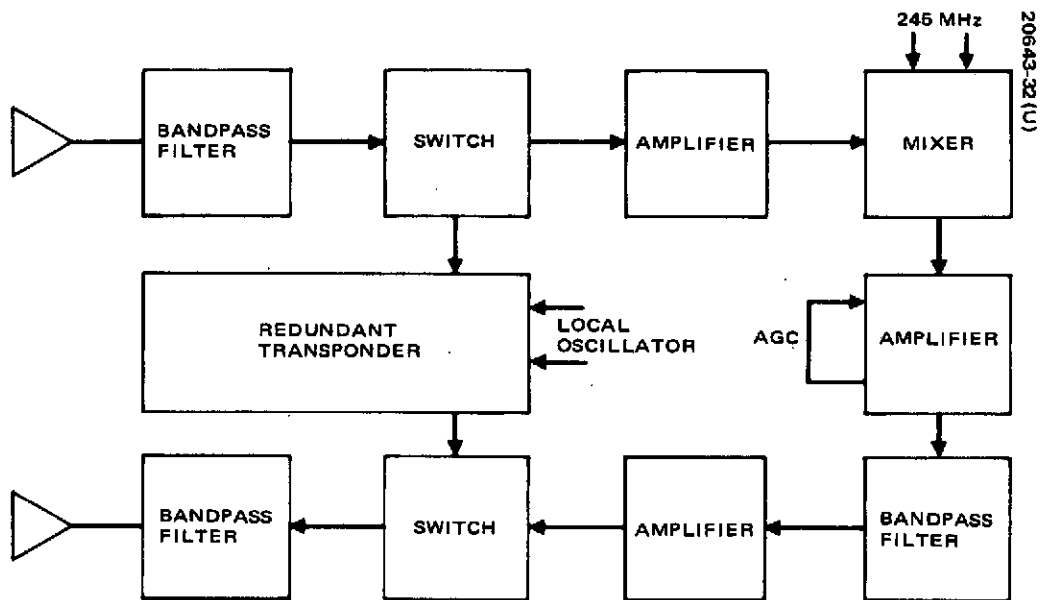 245 MHz
20643-32 (U)
BANDPASS
FILTER
SWITCH
AMPLIFIER
MIXER
REDUNDANT
TRANSPONDER
LOCAL
OSCILLATOR
AGC
AMPLIFIER
BANDPASS
FILTER
SWITCH
AMPLIFIER
BANDPASS
FILTER